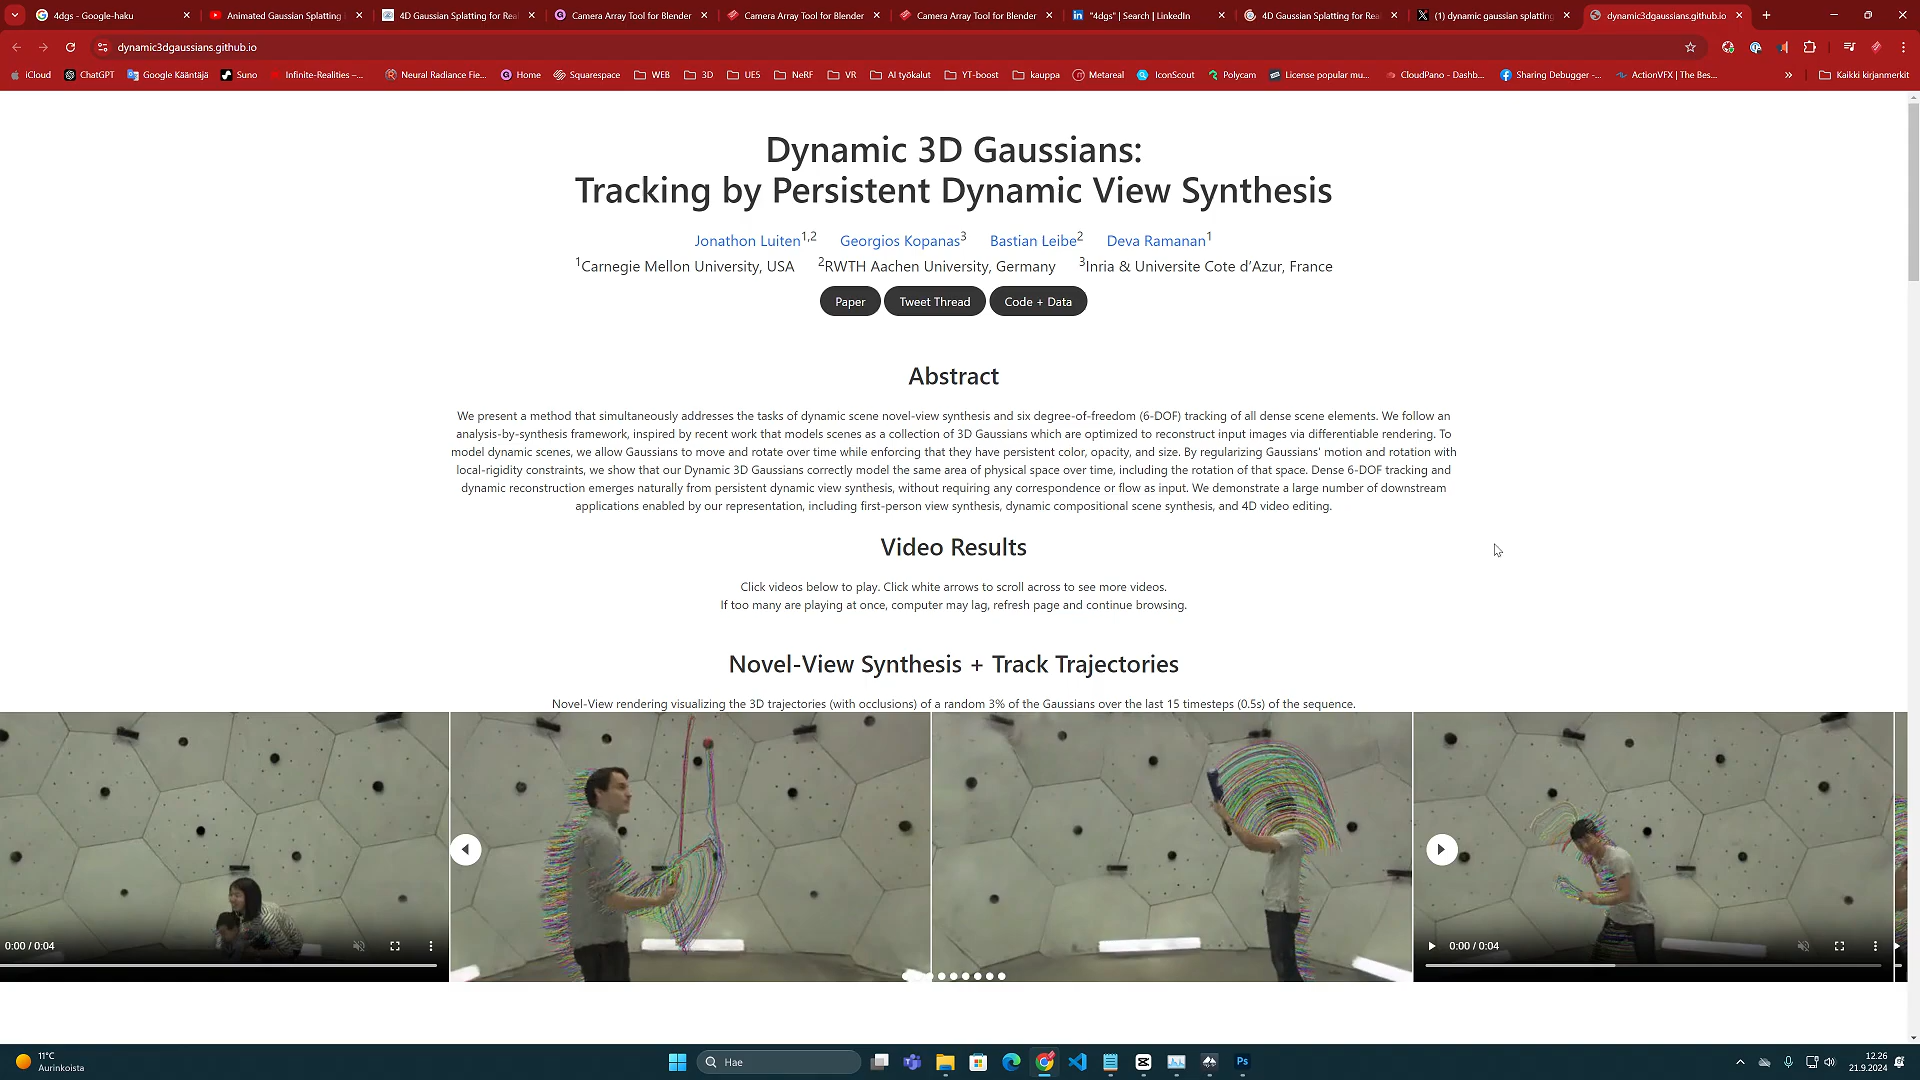 4dgs - Google-haku
Animated Gaussian Splatting
4D Gaussian Splatting for Rea
Camera Array Tool for Blender
Camera Array Tool for Blender
Camera Array Tool for Blender
"4dgs" | Search | LinkedIn
4D Gaussian Splatting for Rea
(1) dynamic gaussian splatting
dynamic3dgaussians.github.io
dynamic3dgaussians.github.io
iCloud
ChatGPT
Google Kääntäjä
Suno
Infinite-Realities –...
Neural Radiance Fie...
Home
Squarespace
WEB
3D
UE5
NeRF
VR
AI työkalut
YT-boost
kauppa
Metareal
IconScout
Polycam
License popular mu...
CloudPano - Dashb...
Sharing Debugger -...
ActionVFX | The Bes...
»
Kaikki kirjanmerkit
Dynamic 3D Gaussians:
Tracking by Persistent Dynamic View Synthesis
Jonathon Luiten1,2 Georgios Kopanas3 Bastian Leibe2 Deva Ramanan1
1Carnegie Mellon University, USA 2RWTH Aachen University, Germany 3Inria & Universite Cote d’Azur, France
Paper Tweet Thread Code + Data
Abstract
We present a method that simultaneously addresses the tasks of dynamic scene novel-view synthesis and six degree-of-freedom (6-DOF) tracking of all dense scene elements. We follow an
analysis-by-synthesis framework, inspired by recent work that models scenes as a collection of 3D Gaussians which are optimized to reconstruct input images via differentiable rendering. To
model dynamic scenes, we allow Gaussians to move and rotate over time while enforcing that they have persistent color, opacity, and size. By regularizing Gaussians’ motion and rotation with
local-rigidity constraints, we show that our Dynamic 3D Gaussians correctly model the same area of physical space over time, including the rotation of that space. Dense 6-DOF tracking and
dynamic reconstruction emerges naturally from persistent dynamic view synthesis, without requiring any correspondence or flow as input. We demonstrate a large number of downstream
applications enabled by our representation, including first-person view synthesis, dynamic compositional scene synthesis, and 4D video editing.
Video Results
Click videos below to play. Click white arrows to scroll across to see more videos.
If too many are playing at once, computer may lag, refresh page and continue browsing.
Novel-View Synthesis + Track Trajectories
Novel-View rendering visualizing the 3D trajectories (with occlusions) of a random 3% of the Gaussians over the last 15 timesteps (0.5s) of the sequence.
0:00 / 0:04
0:00 / 0:04
11°C
Aurinkoista
Hae
Ps
12.26
21.9.2024